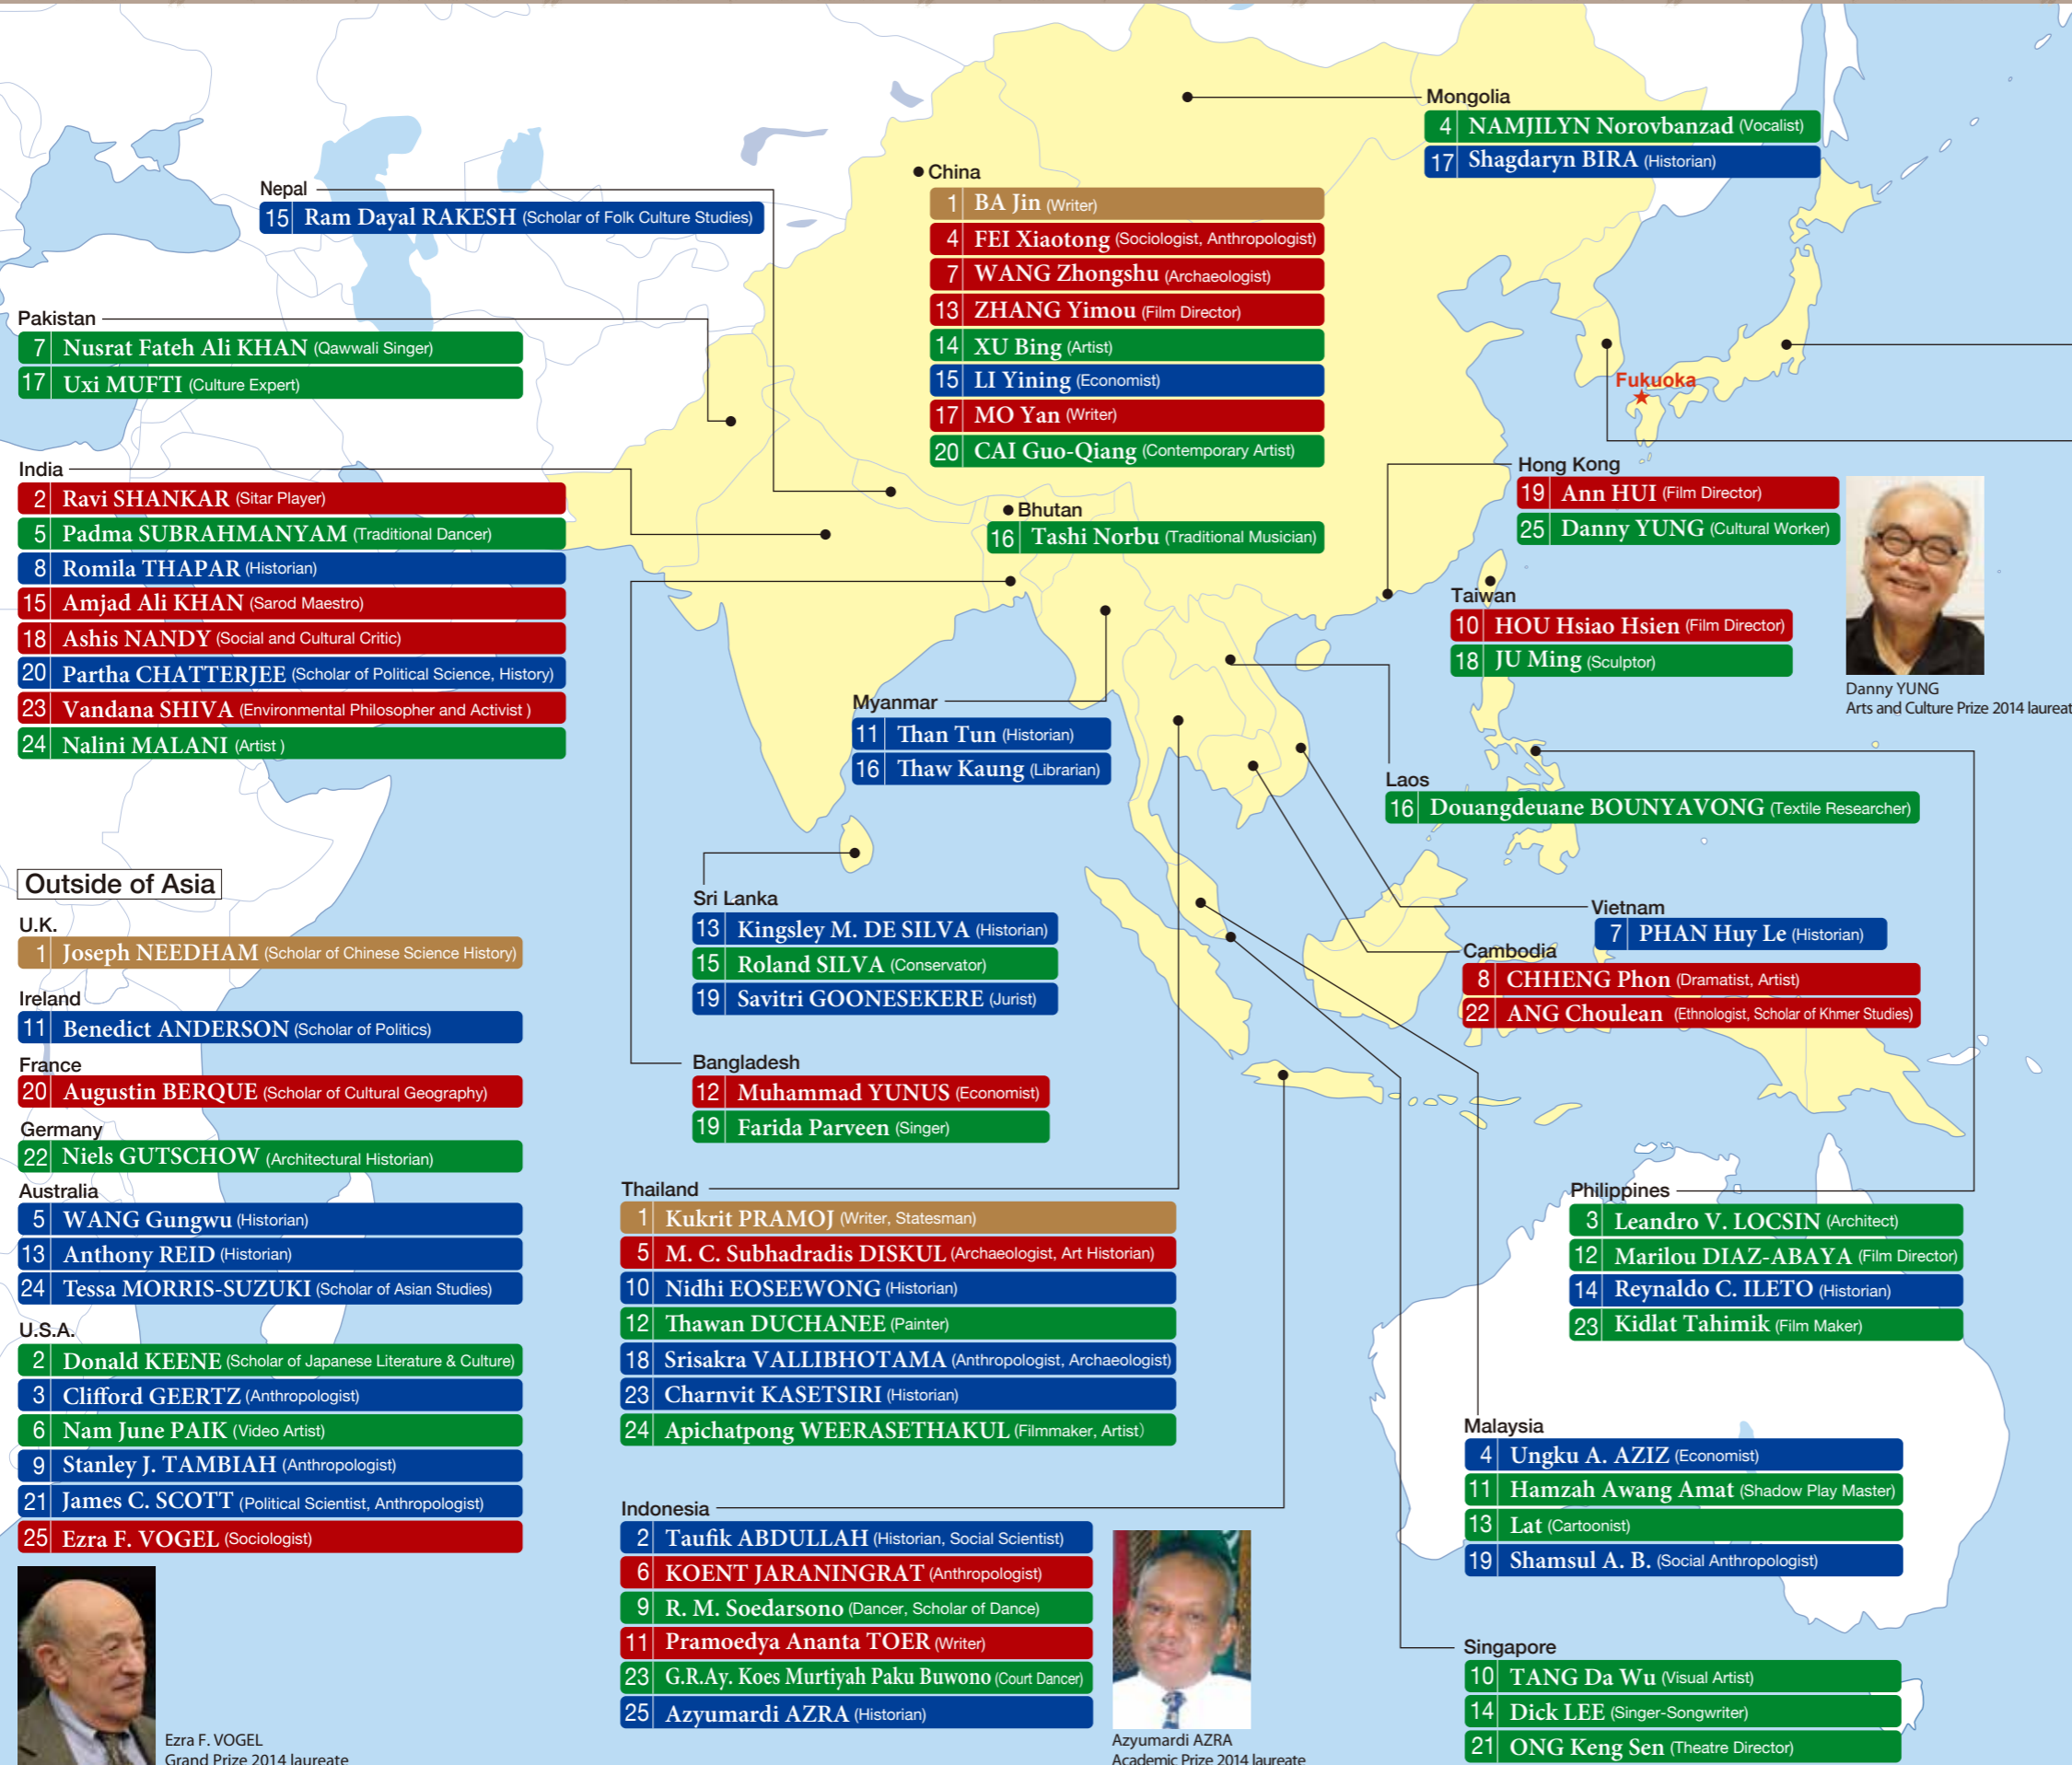 Mongolia
4 NAMJILYN Norovbanzad (Vocalist)
17 Shagdaryn BIRA (Historian)
China
1 BA Jin (Writer)
4 FEI Xiaotong (Sociologist, Anthropologist)
7 WANG Zhongshu (Archaeologist)
13 ZHANG Yimou (Film Director)
14 XU Bing (Artist)
15 LI Yining (Economist)
17 MO Yan (Writer)
20 CAI Guo-Qiang (Contemporary Artist)
Nepal
15 Ram Dayal RAKESH (Scholar of Folk Culture Studies)
Pakistan
7 Nusrat Fateh Ali KHAN (Qawwali Singer)
17 Uxi MUFTI (Culture Expert)
Fukuoka
India
2 Ravi SHANKAR (Sitar Player)
5 Padma SUBRAHMANYAM (Traditional Dancer)
8 Romila THAPAR (Historian)
15 Amjad Ali KHAN (Sarod Maestro)
18 Ashis NANDY (Social and Cultural Critic)
20 Partha CHATTERJEE (Scholar of Political Science, History)
23 Vandana SHIVA (Environmental Philosopher and Activist )
24 Nalini MALANI (Artist )
Bhutan
16 Tashi Norbu (Traditional Musician)
Hong Kong
19 Ann HUI (Film Director)
25 Danny YUNG (Cultural Worker)
Taiwan
10 HOU Hsiao Hsien (Film Director)
18 JU Ming (Sculptor)
Danny YUNG
Arts and Culture Prize 2014 laureat
Myanmar
11 Than Tun (Historian)
16 Thaw Kaung (Librarian)
Laos
16 Douangdeuane BOUNYAVONG (Textile Researcher)
Sri Lanka
13 Kingsley M. DE SILVA (Historian)
15 Roland SILVA (Conservator)
19 Savitri GOONESEKERE (Jurist)
Vietnam
7 PHAN Huy Le (Historian)
Cambodia
8 CHHENG Phon (Dramatist, Artist)
22 ANG Choulean (Ethnologist, Scholar of Khmer Studies)
Bangladesh
12 Muhammad YUNUS (Economist)
19 Farida Parveen (Singer)
Outside of Asia
U.K.
1 Joseph NEEDHAM (Scholar of Chinese Science History)
Ireland
11 Benedict ANDERSON (Scholar of Politics)
France
20 Augustin BERQUE (Scholar of Cultural Geography)
Germany
22 Niels GUTSCHOW (Architectural Historian)
Australia
5 WANG Gungwu (Historian)
13 Anthony REID (Historian)
24 Tessa MORRIS-SUZUKI (Scholar of Asian Studies)
U.S.A.
2 Donald KEENE (Scholar of Japanese Literature & Culture)
3 Clifford GEERTZ (Anthropologist)
6 Nam June PAIK (Video Artist)
9 Stanley J. TAMBIAH (Anthropologist)
21 James C. SCOTT (Political Scientist, Anthropologist)
25 Ezra F. VOGEL (Sociologist)
Ezra F. VOGEL
Grand Prize 2014 laureate
Thailand
1 Kukrit PRAMOJ (Writer, Statesman)
5 M. C. Subhadradis DISKUL (Archaeologist, Art Historian)
10 Nidhi EOSEEWONG (Historian)
12 Thawan DUCHANEE (Painter)
18 Srisakra VALLIBHOTAMA (Anthropologist, Archaeologist)
23 Charnvit KASETSIRI (Historian)
24 Apichatpong WEERASETHAKUL (Filmmaker, Artist)
Indonesia
2 Taufik ABDULLAH (Historian, Social Scientist)
6 KOENT JARANINGRAT (Anthropologist)
9 R. M. Soedarsono (Dancer, Scholar of Dance)
11 Pramoedya Ananta TOER (Writer)
23 G.R.Ay. Koes Murtiyah Paku Buwono (Court Dancer)
25 Azyumardi AZRA (Historian)
Azyumardi AZRA
Academic Prize 2014 laureate
Philippines
3 Leandro V. LOCSIN (Architect)
12 Marilou DIAZ-ABAYA (Film Director)
14 Reynaldo C. ILETO (Historian)
23 Kidlat Tahimik (Film Maker)
Malaysia
4 Ungku A. AZIZ (Economist)
11 Hamzah Awang Amat (Shadow Play Master)
13 Lat (Cartoonist)
19 Shamsul A. B. (Social Anthropologist)
Singapore
10 TANG Da Wu (Visual Artist)
14 Dick LEE (Singer-Songwriter)
21 ONG Keng Sen (Theatre Director)